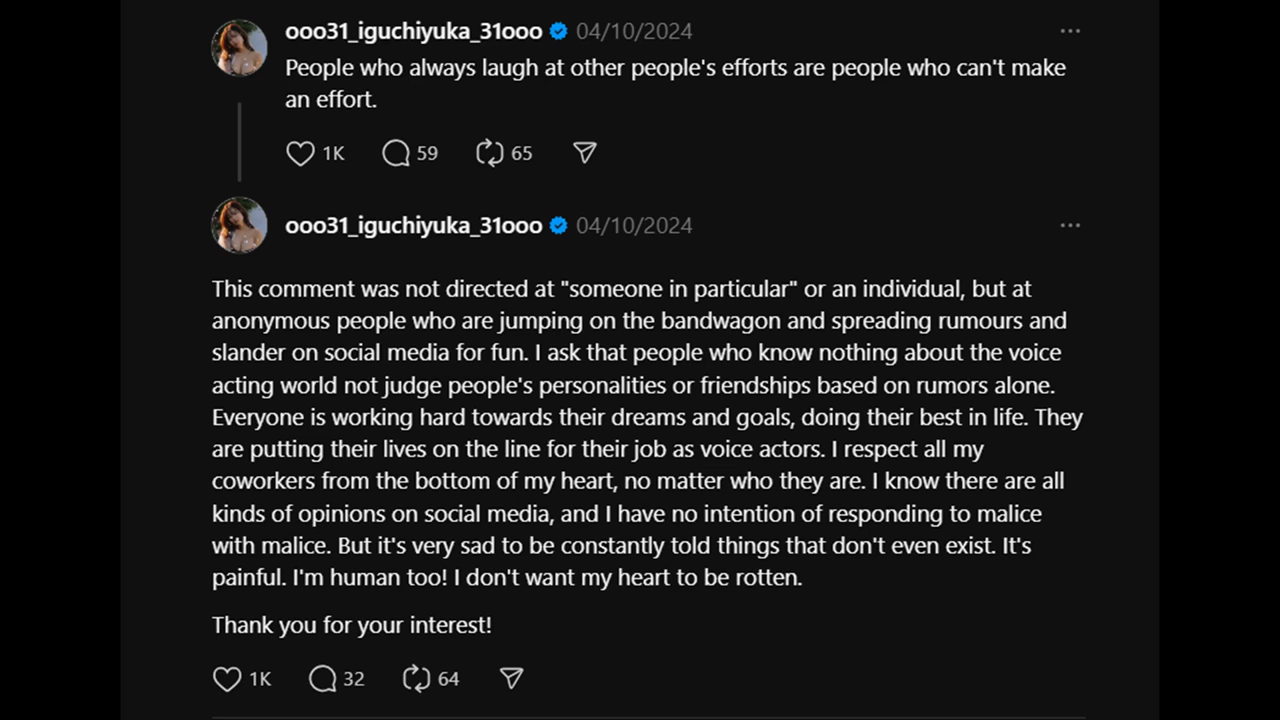 ooo31_iguchiyuka_31ooo 04/10/2024
People who always laugh at other people's efforts are people who can't make
an effort.
1K 59 65
ooo31_iguchiyuka_31ooo 04/10/2024
This comment was not directed at "someone in particular" or an individual, but at
anonymous people who are jumping on the bandwagon and spreading rumours and
slander on social media for fun. I ask that people who know nothing about the voice
acting world not judge people's personalities or friendships based on rumors alone.
Everyone is working hard towards their dreams and goals, doing their best in life. They
are putting their lives on the line for their job as voice actors. I respect all my
coworkers from the bottom of my heart, no matter who they are. I know there are all
kinds of opinions on social media, and I have no intention of responding to malice
with malice. But it's very sad to be constantly told things that don't even exist. It's
painful. I'm human too! I don't want my heart to be rotten.
Thank you for your interest!
1K 32 64